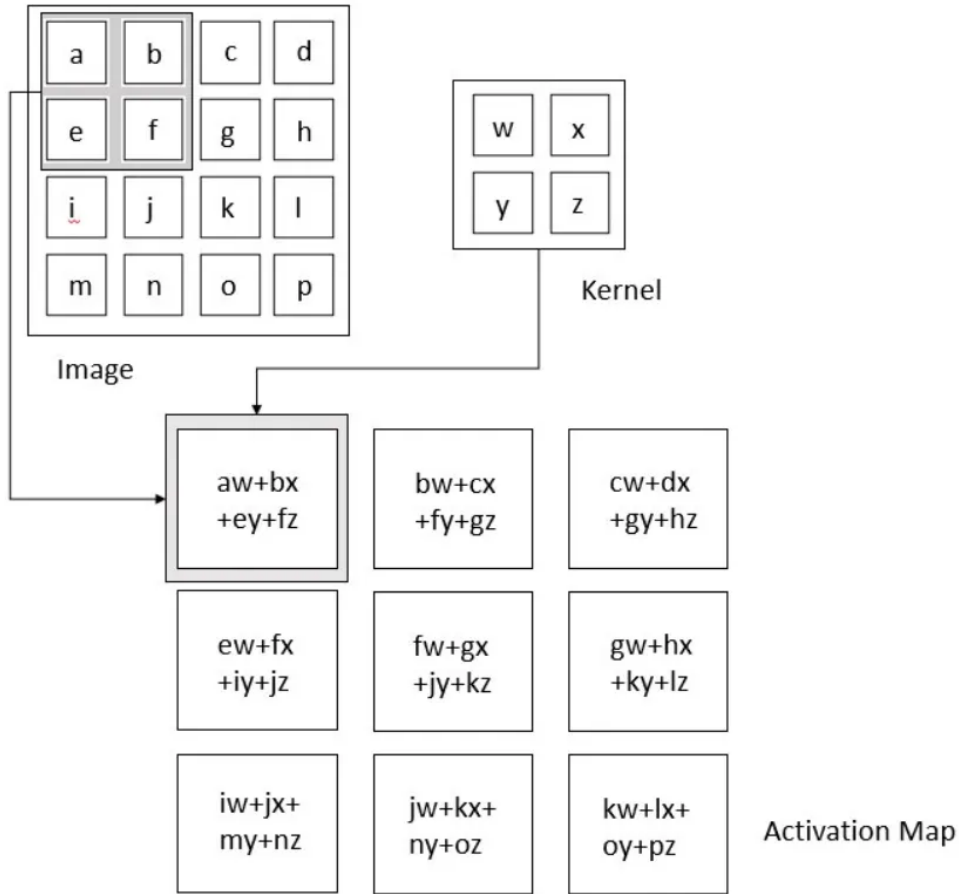 a b c d
w x
e f g h
y z
i j k l
m n o p
Kernel
Image
aw+bx bw+cx cw+dx
+ey+fz +fy+gz +gy+hz
ew+fx fw+gx gw+hx
+iy+jz +jy+kz +ky+lz
iw+jx+ jw+kx+ kw+lx+
my+nz ny+oz oy+pz
Activation Map